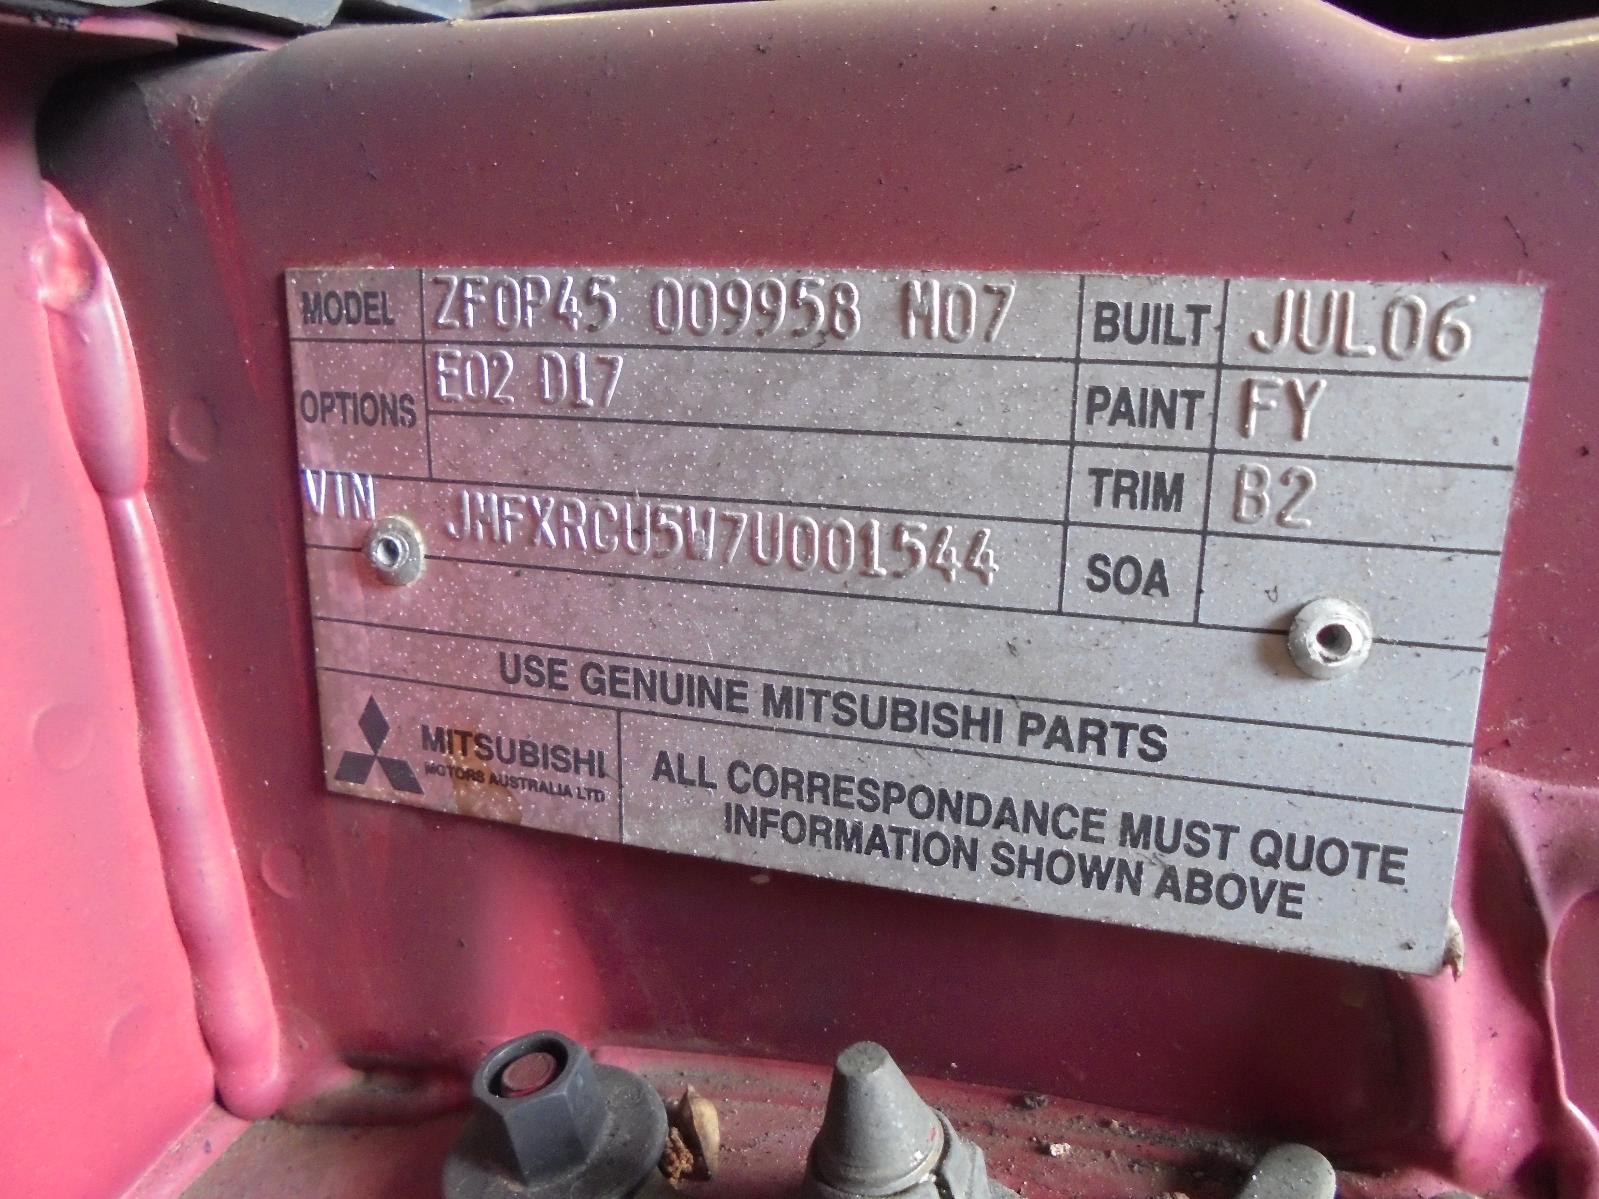 MODEL ZF0P45 009958 M07 BUILT JUL06
OPTIONS E02 D17 PAINT FY
TRIM B2
VIN JMFXRCU5W7U001544 SOA
USE GENUINE MITSUBISHI PARTS
MITSUBISHI
MOTORS AUSTRALIA LTD
ALL CORRESPONDANCE MUST QUOTE
INFORMATION SHOWN ABOVE